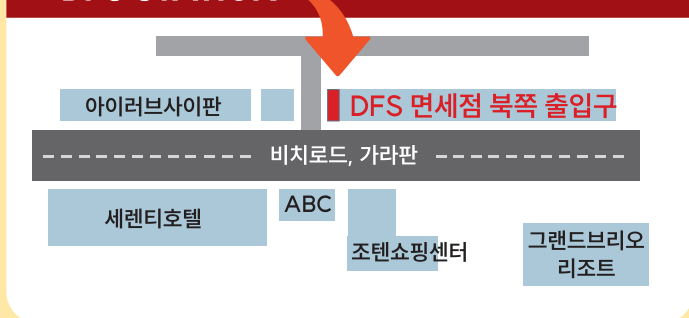 아이러브사이판
DFS 면세점 북쪽 출입구
비치로드, 가라판
세렌티호텔
ABC
조텐쇼핑센터
그랜드브리오
리조트